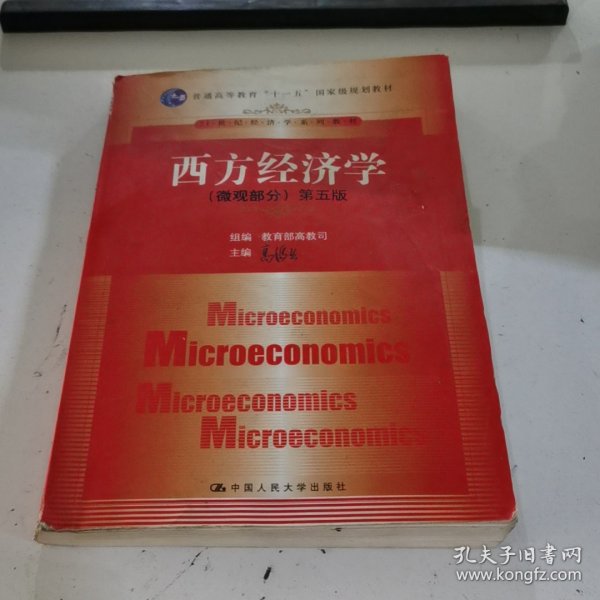 普通高等教育“十一五”国家级规划教材
21世纪经济学系列教材
西方经济学
(微观部分) 第五版
组编 教育部高教司
主编 高鸿业
Microeconomics
Microeconomics
Microeconomics
Microeconomics
中国人民大学出版社
孔夫子旧书网
www.kongfz.com